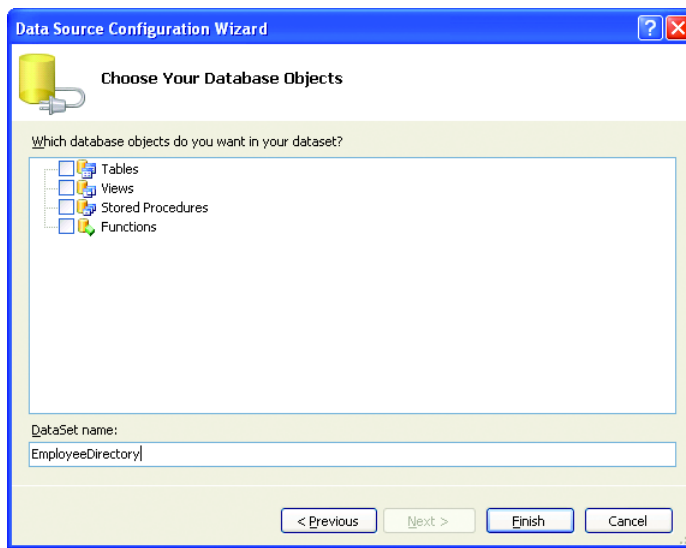 Data Source Configuration Wizard
Choose Your Database Objects
Which database objects do you want in your dataset?
Tables
Views
Stored Procedures
Functions
DataSet name:
EmployeeDirectory
< Previous Next > Finish Cancel